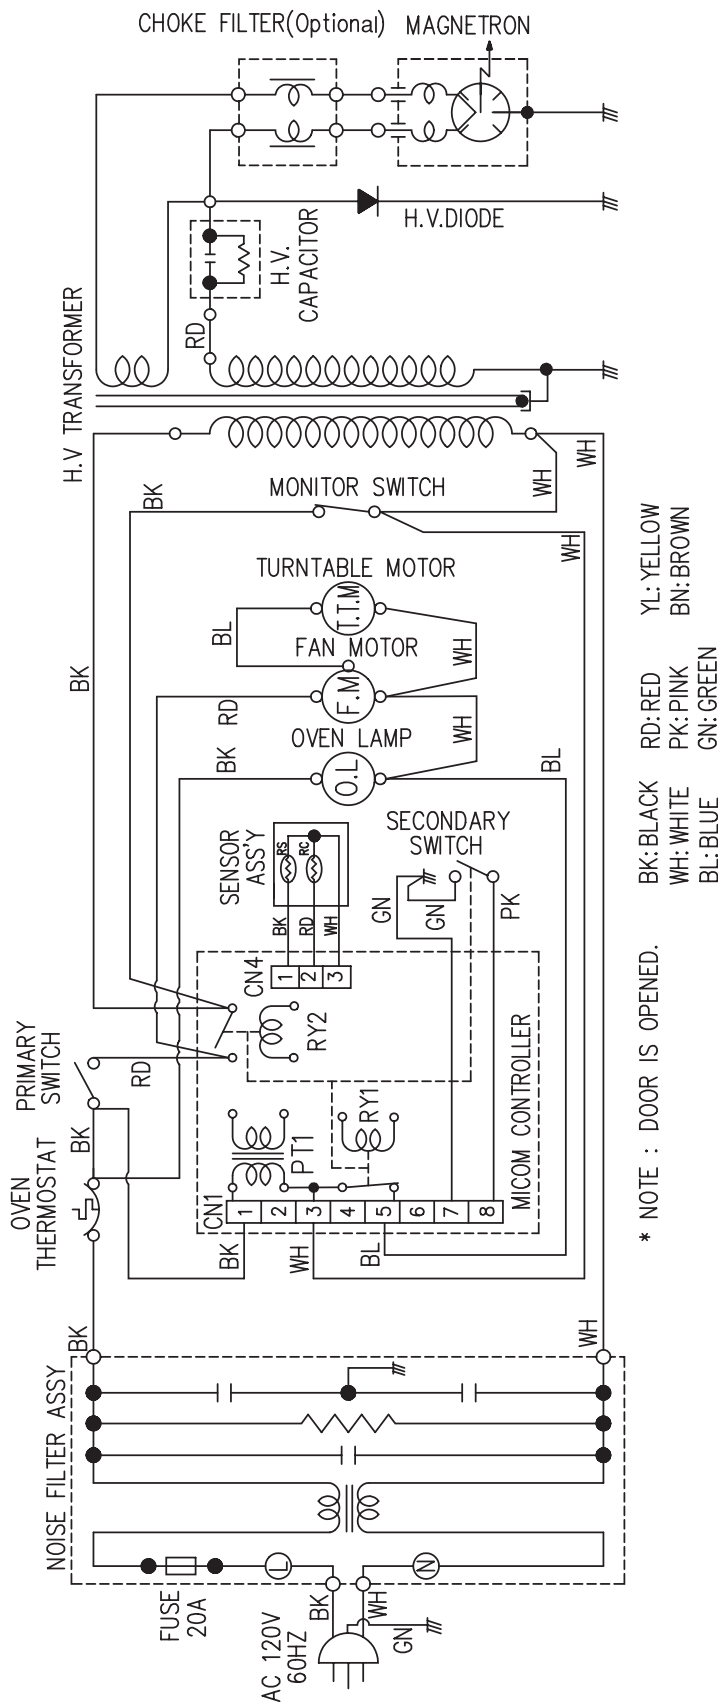 CHOKE FILTER(Optional)
MAGNETRON
H.V.DIODE
H.V.
CAPACITOR
RD
H.V TRANSFORMER
WH
WH
BK
MONITOR SWITCH
WH
TURNTABLE MOTOR
T.T.M
BL
FAN MOTOR
WH
BK
F.M
RD
OVEN LAMP
WH
BK
O.L
BL
SENSOR
ASS'Y
RS
RC
SECONDARY
SWITCH
GN
GN
PK
BK
RD
WH
CN4
1
2
3
RY2
PRIMARY
SWITCH
RD
RY1
MICOM CONTROLLER
PT1
BK
OVEN
THERMOSTAT
CN1
1
2
3
4
5
6
7
8
BK
WH
BL
BK
WH
NOISE FILTER ASSY
L
N
FUSE
20A
BK
WH
GN
AC 120V
60HZ
* NOTE : DOOR IS OPENED.
BK:BLACK RD:RED YL:YELLOW
WH:WHITE PK:PINK BN:BROWN
BL:BLUE GN:GREEN